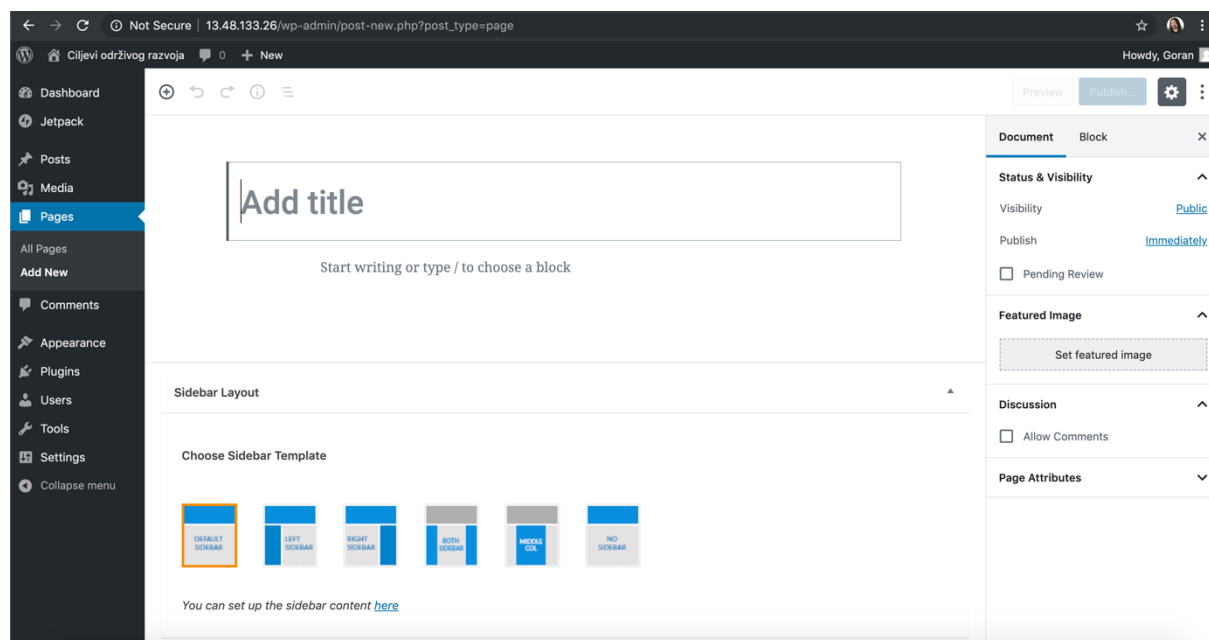 Not Secure | 13.48.133.26/wp-admin/post-new.php?post_type=page
Ciljevi održivog razvoja 0 + New Howdy, Goran
Dashboard
Jetpack
Posts
Media
Pages
All Pages
Add New
Comments
Appearance
Plugins
Users
Tools
Settings
Collapse menu
Preview Publish...
Add title
Start writing or type / to choose a block
Sidebar Layout
Choose Sidebar Template
DEFAULT SIDEBAR
LEFT SIDEBAR
RIGHT SIDEBAR
BOTH SIDEBAR
MIDDLE COL
NO SIDEBAR
You can set up the sidebar content here
Document Block
Status & Visibility
Visibility Public
Publish Immediately
Pending Review
Featured Image
Set featured image
Discussion
Allow Comments
Page Attributes